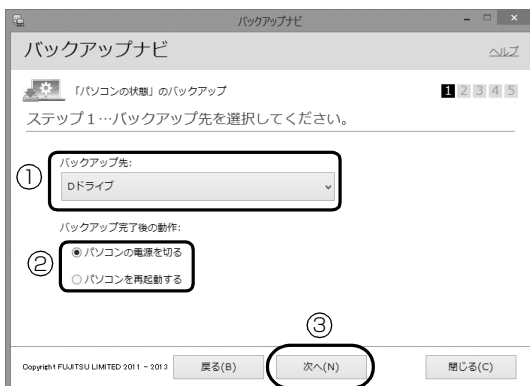 バックアップナビ
バックアップナビ
ヘルプ
「パソコンの状態」のバックアップ
1 2 3 4 5
ステップ1…バックアップ先を選択してください。
①
バックアップ先:
Dドライブ
バックアップ完了後の動作:
②
パソコンの電源を切る
パソコンを再起動する
③
Copyright FUJITSU LIMITED 2011 - 2013
戻る(B)
次へ(N)
閉じる(C)